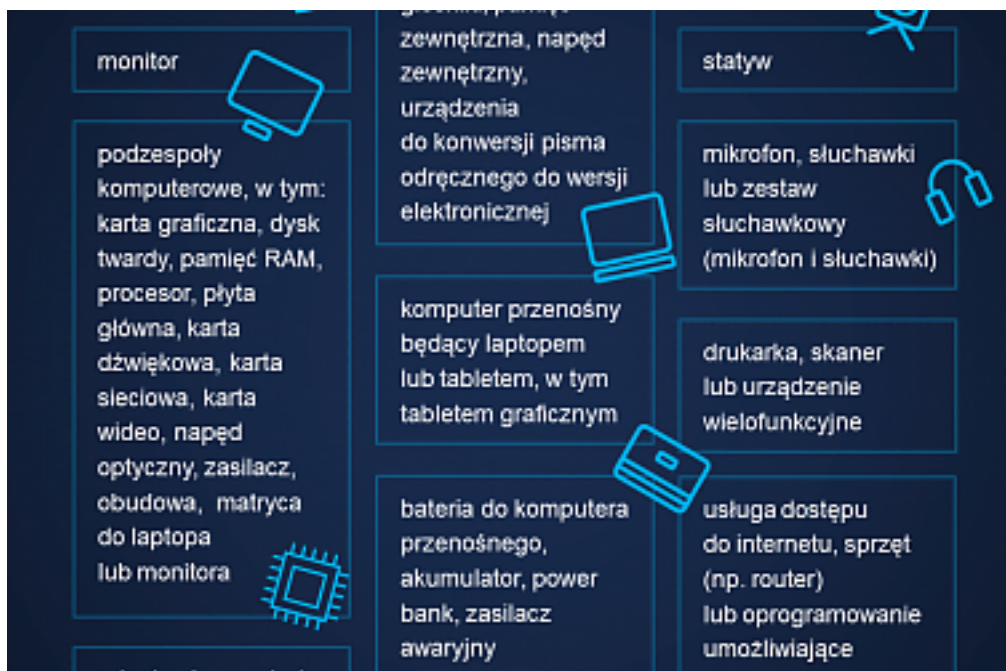 monitor
podzespoły
komputerowe, w tym:
karta graficzna, dysk
twardy, pamięć RAM,
procesor, płyta
główna, karta
dźwiękowa, karta
sieciowa, karta
wideo, napęd
optyczny, zasilacz,
obudowa, matryca
do laptopa
lub monitora
zewnętrzna, napęd
zewnętrzny,
urządzenia
do konwersji pisma
odręcznego do wersji
elektronicznej
komputer przenośny
będący laptopem
lub tabletem, w tym
tabletem graficznym
bateria do komputera
przenośnego,
akumulator, power
bank, zasilacz
awaryjny
statyw
mikrofon, słuchawki
lub zestaw
słuchawkowy
(mikrofon i słuchawki)
drukarka, skaner
lub urządzenie
wielofunkcyjne
usługa dostępu
do internetu, sprzęt
(np. router)
lub oprogramowanie
umożliwiające